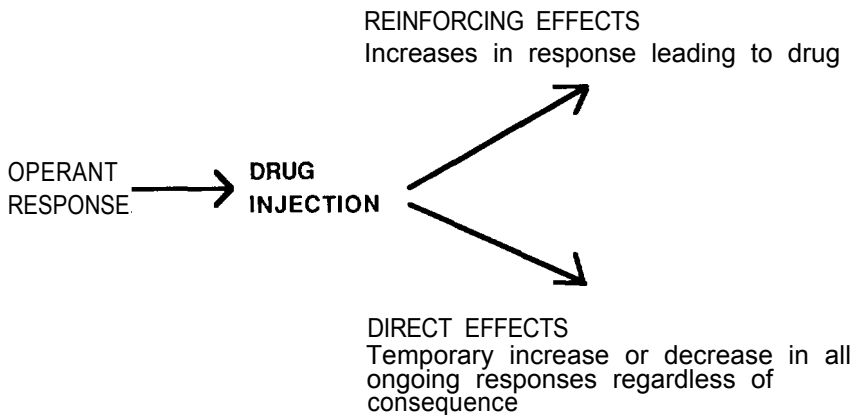 REINFORCING EFFECTS
Increases in response leading to drug
OPERANT
RESPONSE
DRUG
INJECTION
DIRECT EFFECTS
Temporary increase or decrease in all
ongoing responses regardless of
consequence